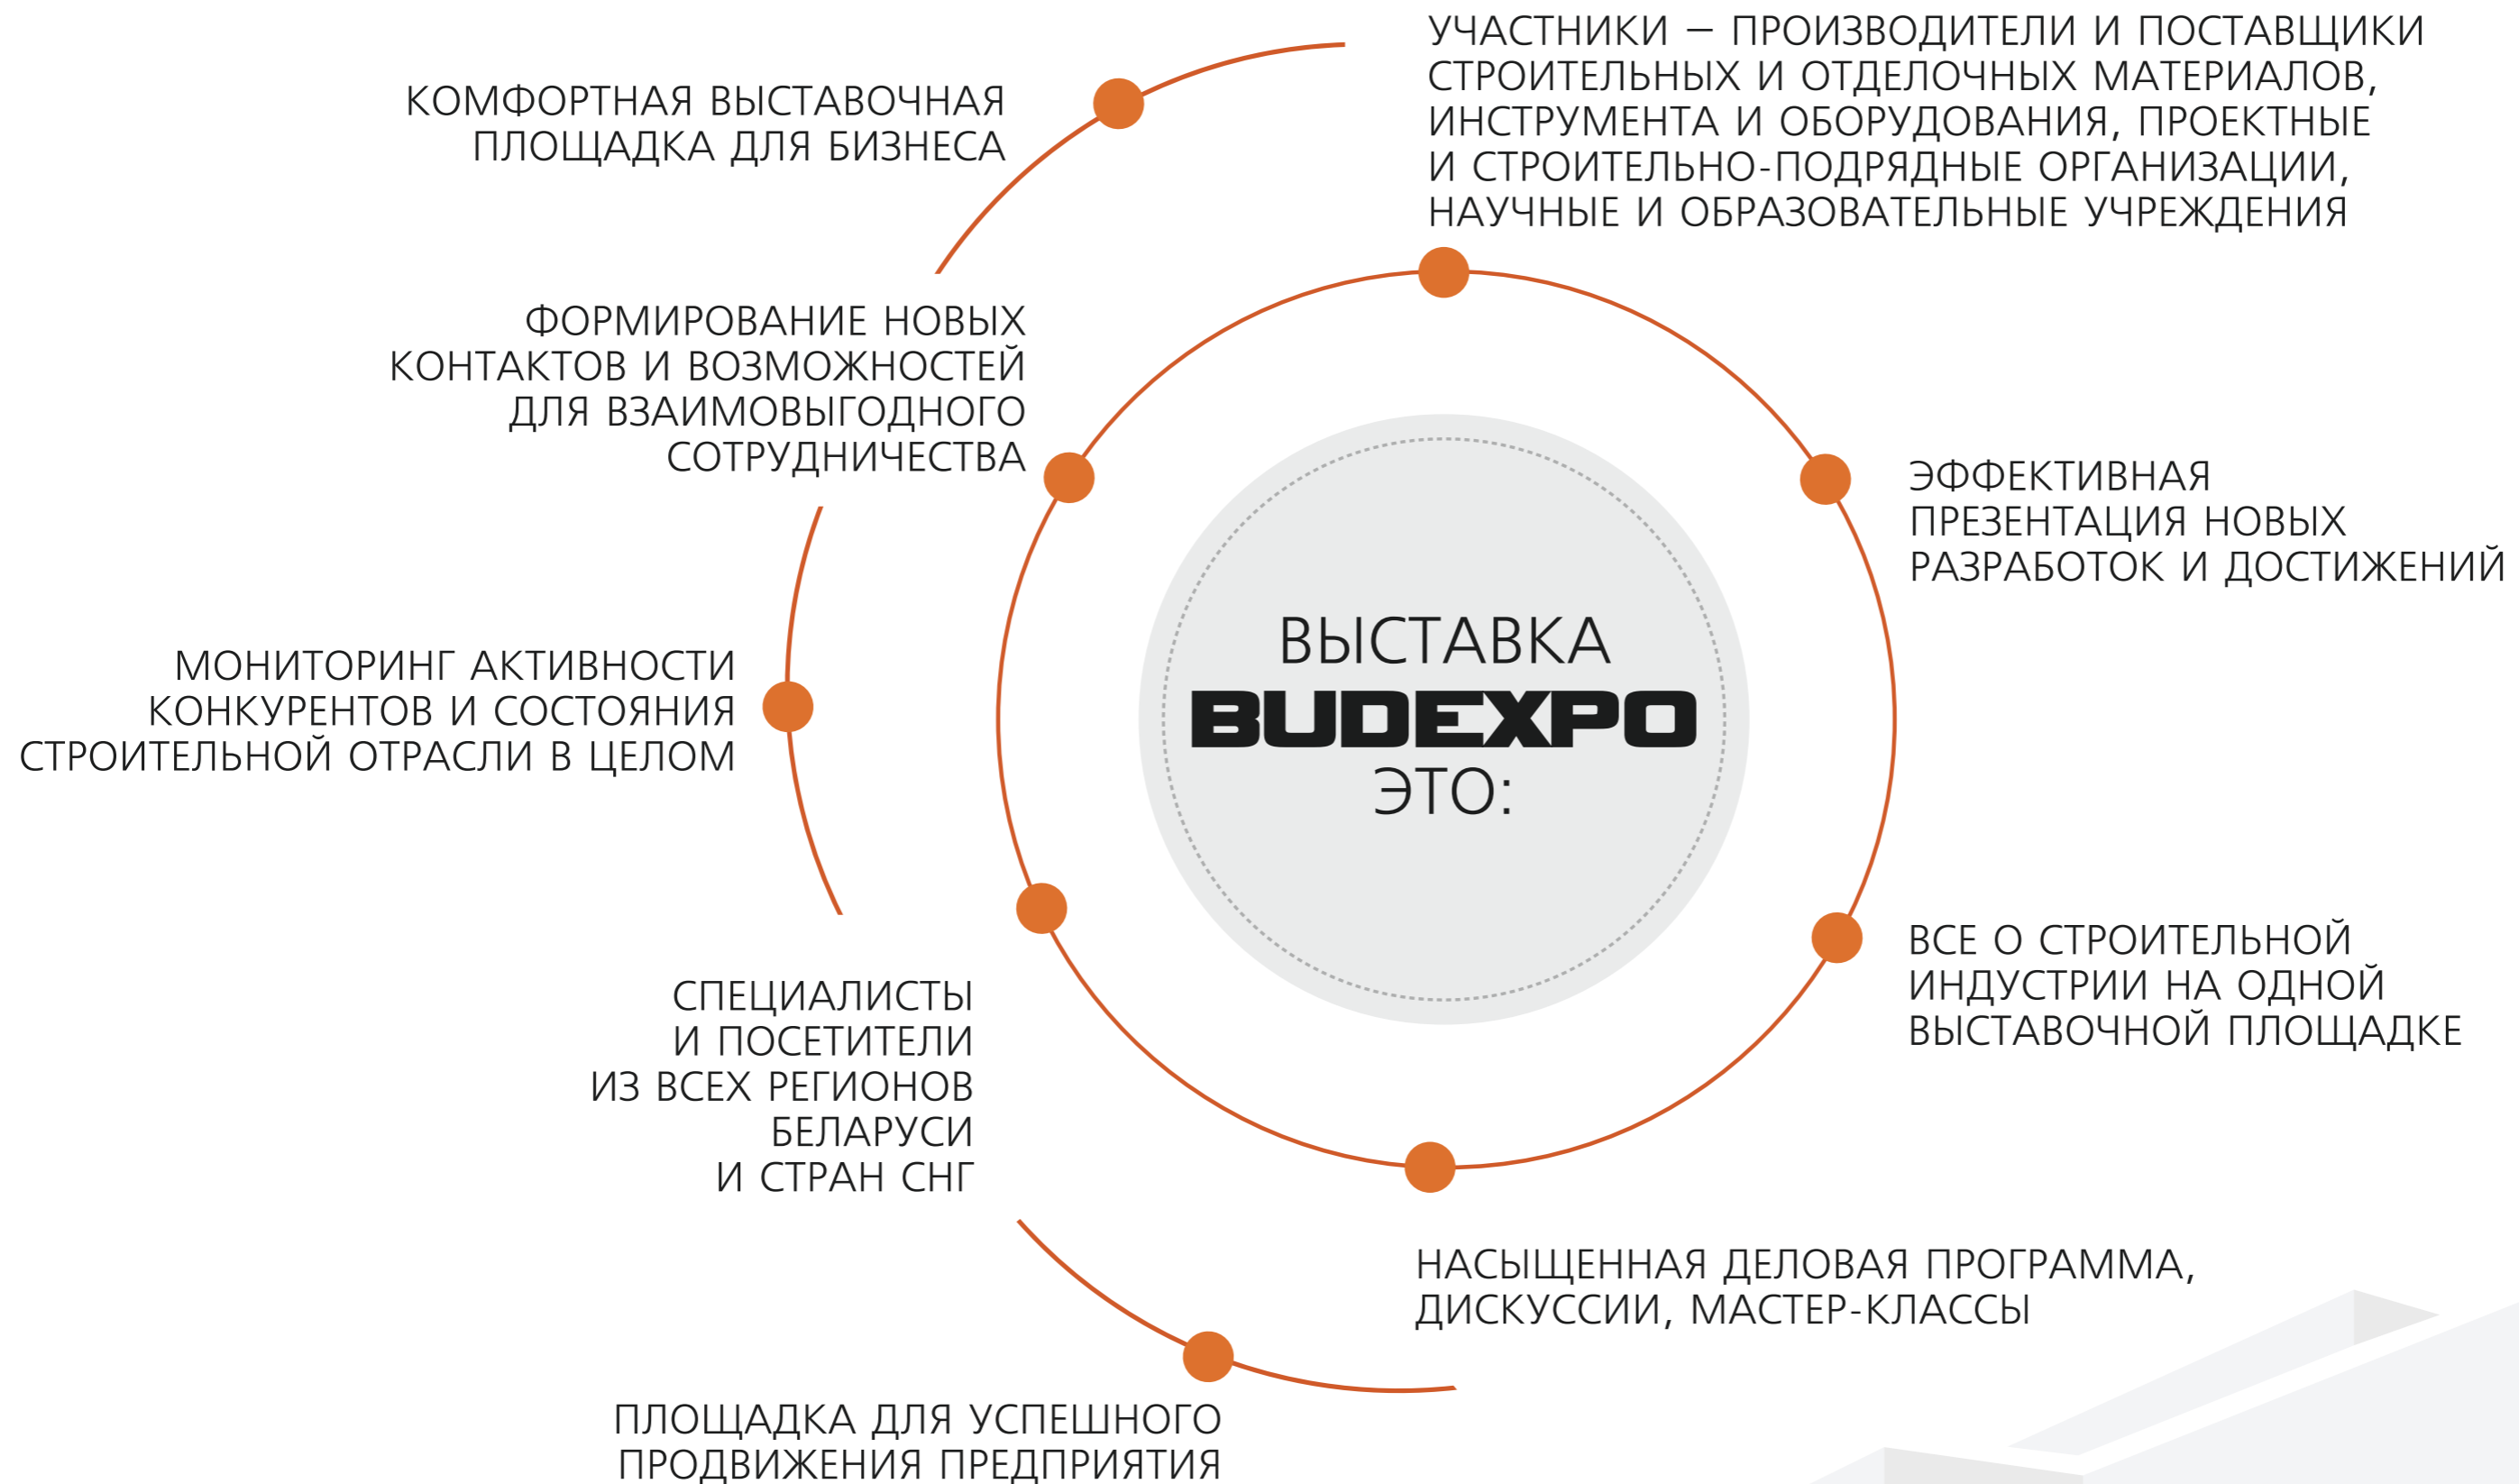 УЧАСТНИКИ – ПРОИЗВОДИТЕЛИ И ПОСТАВЩИКИ
СТРОИТЕЛЬНЫХ И ОТДЕЛОЧНЫХ МАТЕРИАЛОВ,
ИНСТРУМЕНТА И ОБОРУДОВАНИЯ, ПРОЕКТНЫЕ
И СТРОИТЕЛЬНО-ПОДРЯДНЫЕ ОРГАНИЗАЦИИ,
НАУЧНЫЕ И ОБРАЗОВАТЕЛЬНЫЕ УЧРЕЖДЕНИЯ
КОМФОРТНАЯ ВЫСТАВОЧНАЯ
ПЛОЩАДКА ДЛЯ БИЗНЕСА
ФОРМИРОВАНИЕ НОВЫХ
КОНТАКТОВ И ВОЗМОЖНОСТЕЙ
ДЛЯ ВЗАИМОВЫГОДНОГО
СОТРУДНИЧЕСТВА
ЭФФЕКТИВНАЯ
ПРЕЗЕНТАЦИЯ НОВЫХ
РАЗРАБОТОК И ДОСТИЖЕНИЙ
ВЫСТАВКА
BUDEXPO
ЭТО:
МОНИТОРИНГ АКТИВНОСТИ
КОНКУРЕНТОВ И СОСТОЯНИЯ
СТРОИТЕЛЬНОЙ ОТРАСЛИ В ЦЕЛОМ
ВСЕ О СТРОИТЕЛЬНОЙ
ИНДУСТРИИ НА ОДНОЙ
ВЫСТАВОЧНОЙ ПЛОЩАДКЕ
СПЕЦИАЛИСТЫ
И ПОСЕТИТЕЛИ
ИЗ ВСЕХ РЕГИОНОВ
БЕЛАРУСИ
И СТРАН СНГ
НАСЫЩЕННАЯ ДЕЛОВАЯ ПРОГРАММА,
ДИСКУССИИ, МАСТЕР-КЛАССЫ
ПЛОЩАДКА ДЛЯ УСПЕШНОГО
ПРОДВИЖЕНИЯ ПРЕДПРИЯТИЯ